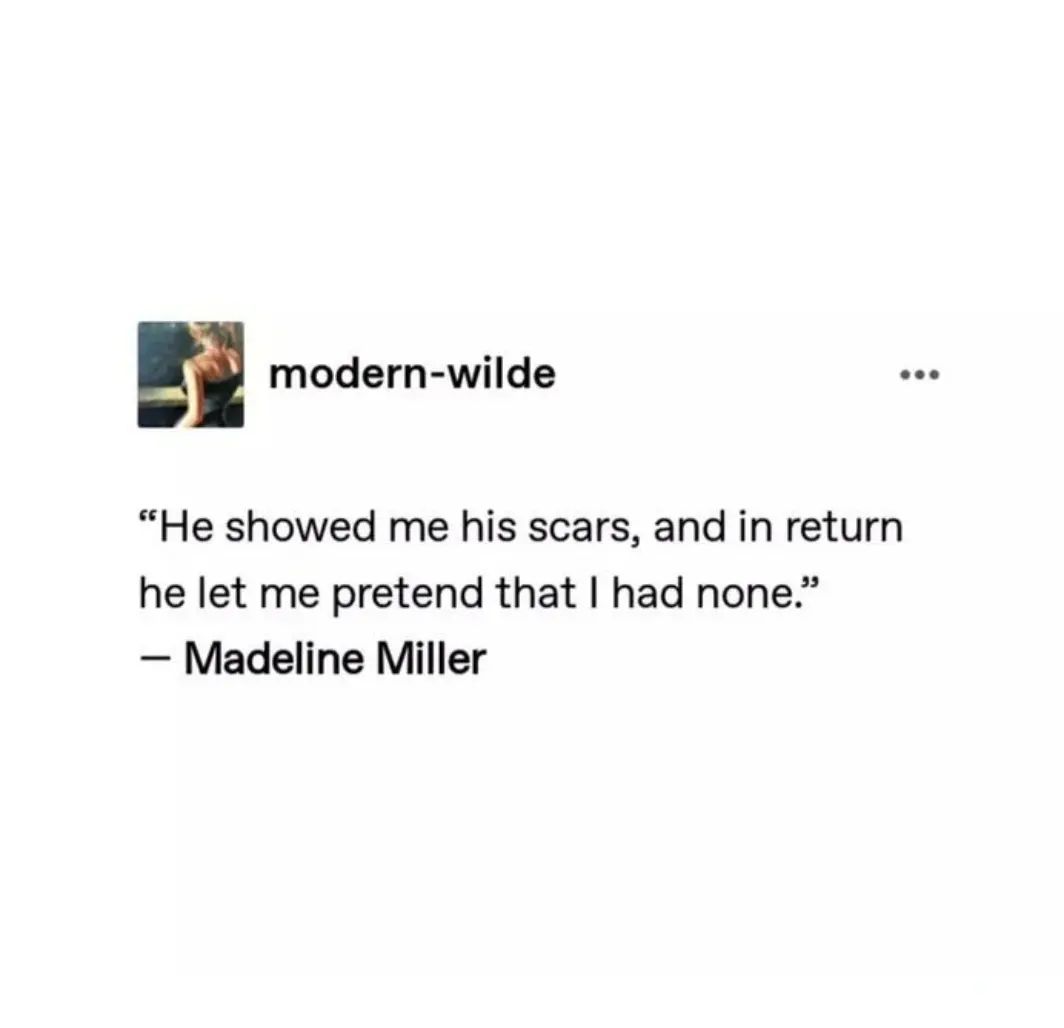 modern-wilde
“He showed me his scars, and in return
he let me pretend that I had none.”
— Madeline Miller